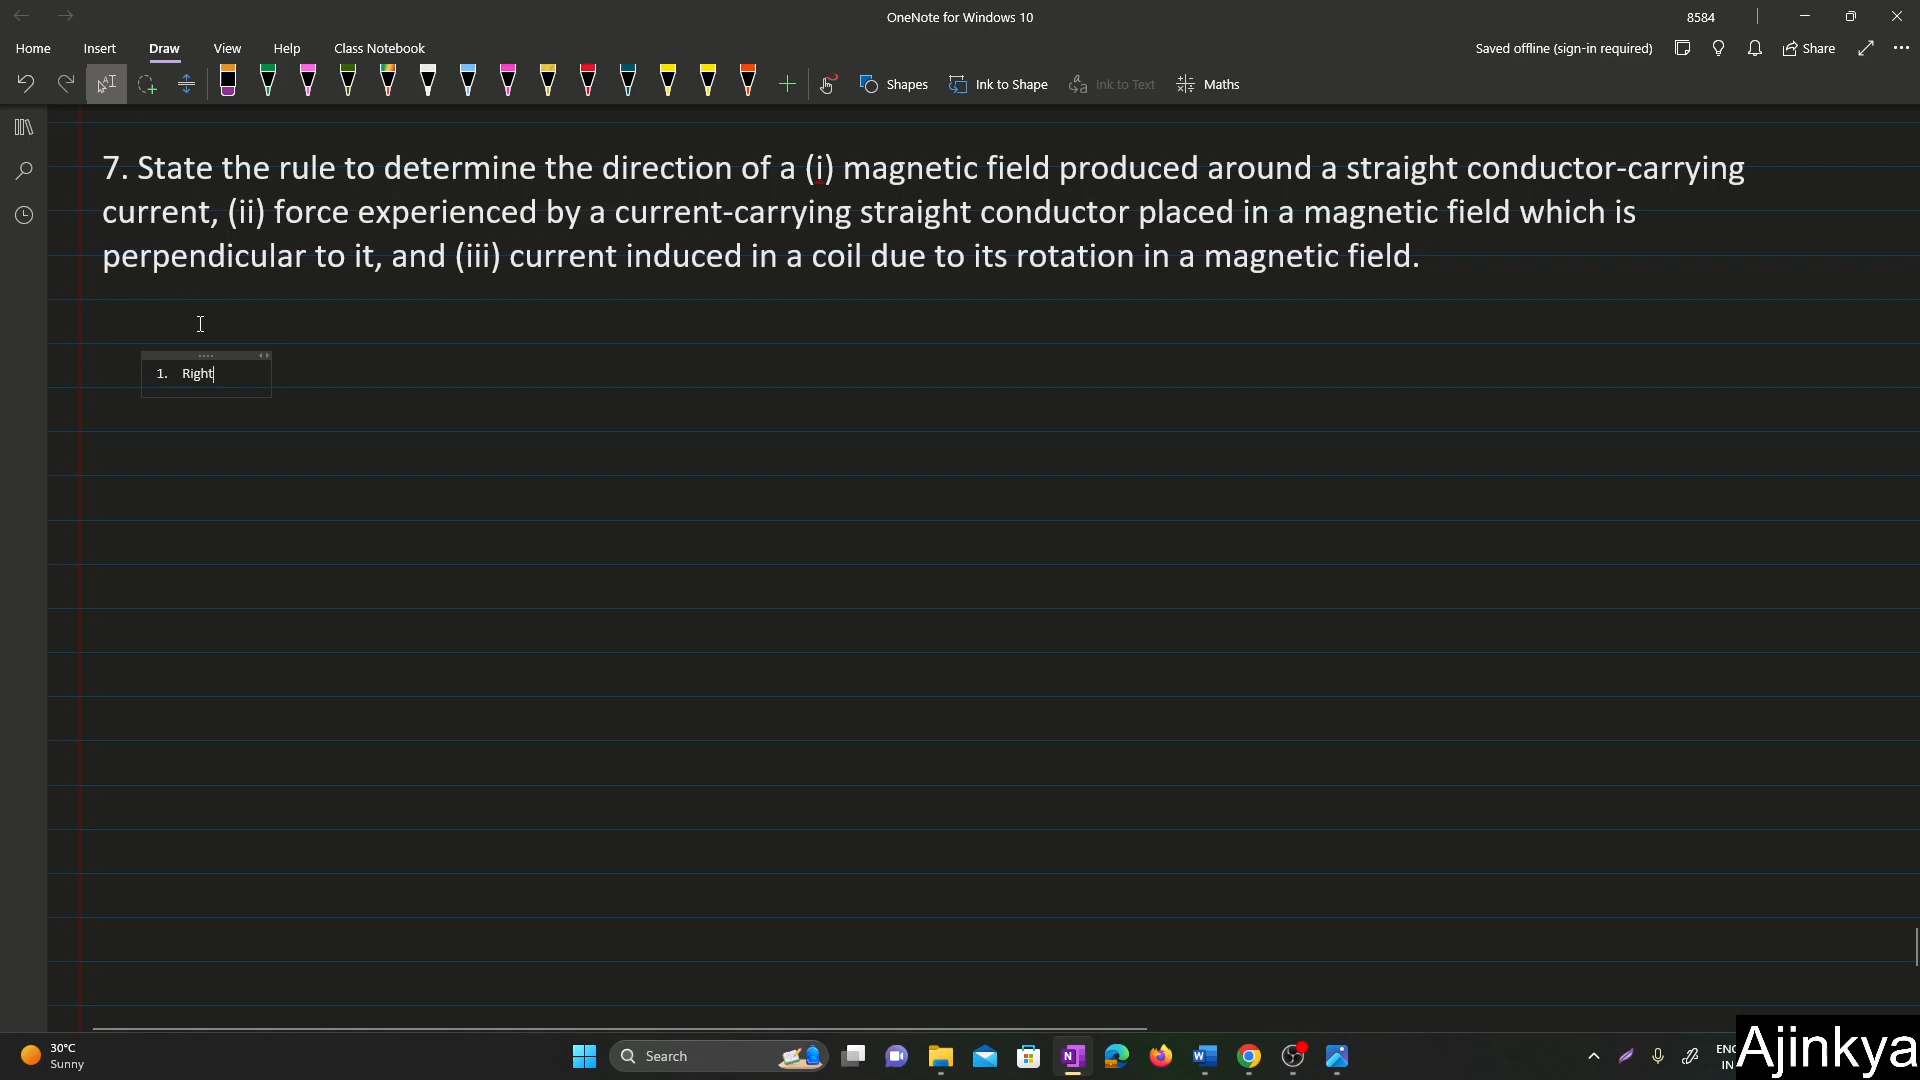 OneNote for Windows 10
8584
Home Insert Draw View Help Class Notebook
Saved offline (sign-in required) Share
Shapes Ink to Shape Ink to Text Maths
7. State the rule to determine the direction of a (i) magnetic field produced around a straight conductor-carrying
current, (ii) force experienced by a current-carrying straight conductor placed in a magnetic field which is
perpendicular to it, and (iii) current induced in a coil due to its rotation in a magnetic field.
1. Right
30°C
Sunny
Search
IN
Ajinkya